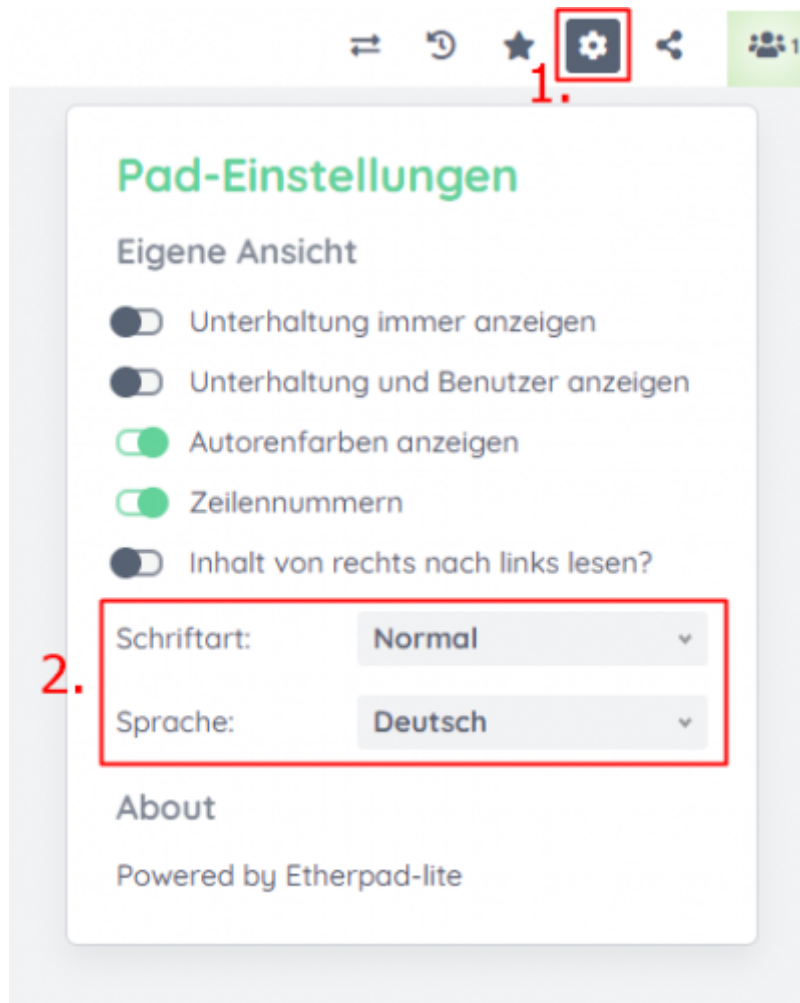 1
1.
Pad-Einstellungen
Eigene Ansicht
Unterhaltung immer anzeigen
Unterhaltung und Benutzer anzeigen
Autorenfarben anzeigen
Zeilennummern
Inhalt von rechts nach links lesen?
2.
Schriftart: Normal
Sprache: Deutsch
About
Powered by Etherpad-lite